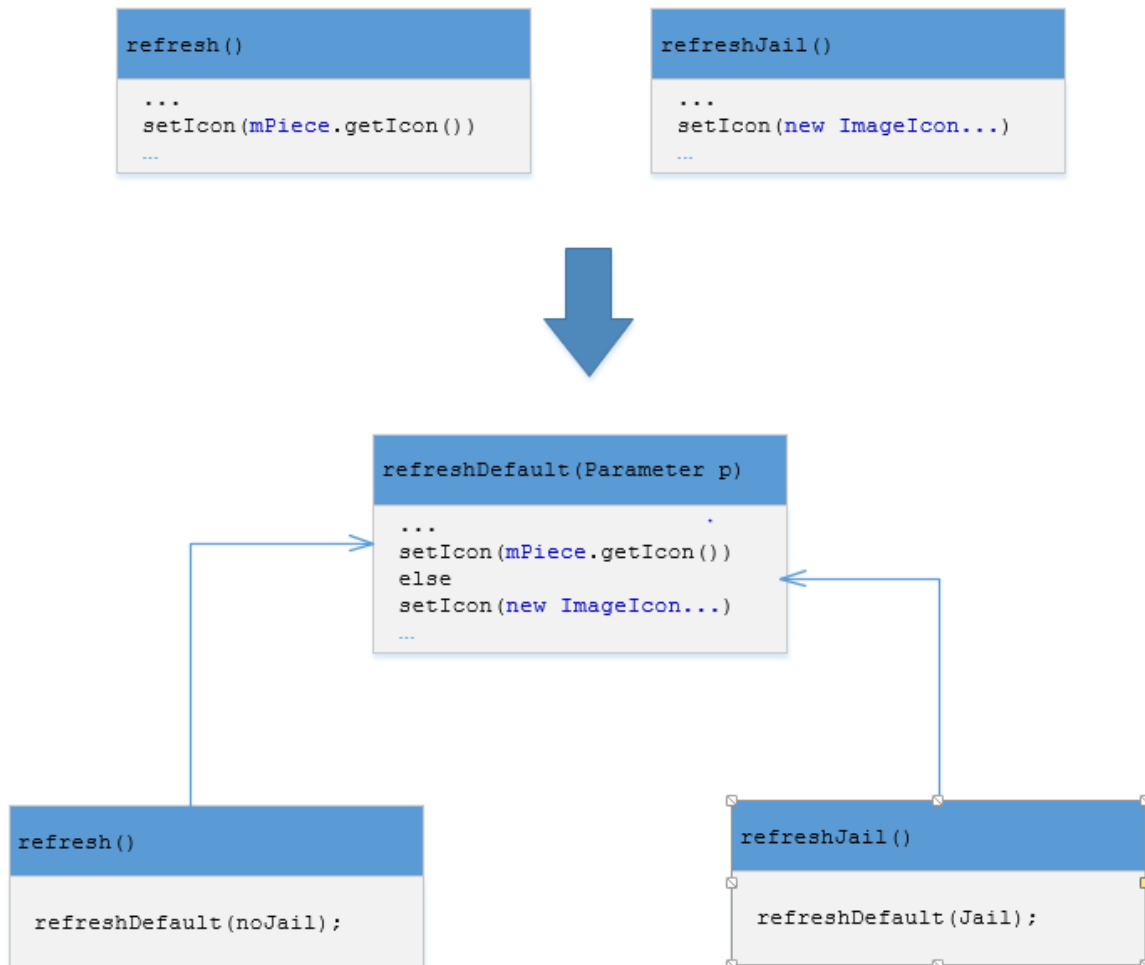 refresh()
...
setIcon(mPiece.getIcon())
...
refreshJail()
...
setIcon(new ImageIcon...)
...
refreshDefault(Parameter p)
...
setIcon(mPiece.getIcon())
else
setIcon(new ImageIcon...)
...
refresh()
refreshDefault(noJail);
refreshJail()
refreshDefault(Jail);